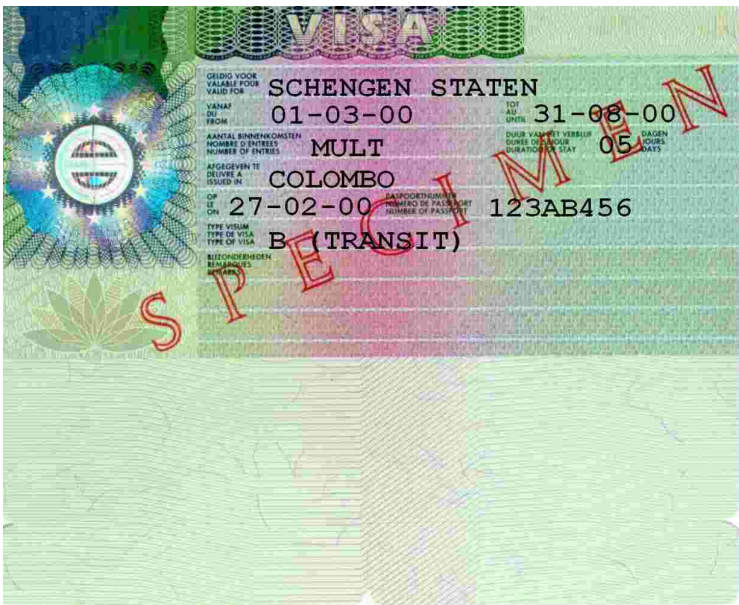 VISA
GELDIG VOOR
VALABLE POUR
VALID FOR
SCHENGEN STATEN
VANAF
DU
FROM
01-03-00
TOT
AU
UNTIL
31-08-00
AANTAL BINNENKOMSTEN
NOMBRE D'ENTREES
NUMBER OF ENTRIES
MULT
DUUR VAN HET VERBLIJF
DUREE DE SEJOUR
DURATION OF STAY
05
DAGEN
JOURS
DAYS
AFGEGEVEN TE
DELIVRE A
ISSUED IN
COLOMBO
OP
LE
ON
27-02-00
PASPOORTNUMMER
NUMERO DE PASSEPORT
NUMBER OF PASSPORT
123AB456
TYPE VISUM
TYPE DE VISA
TYPE OF VISA
B (TRANSIT)
BIJZONDERHEDEN
REMARQUES
REMARKS
SPECIMEN